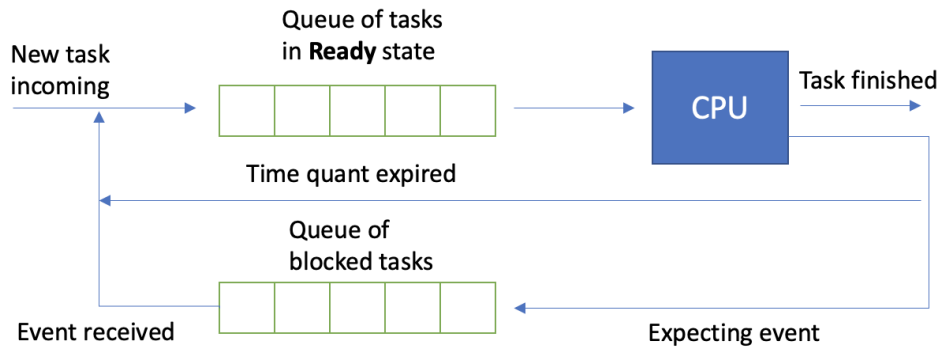 Queue of tasks
in Ready state
New task
incoming
CPU
Task finished
Time quant expired
Queue of
blocked tasks
Event received
Expecting event